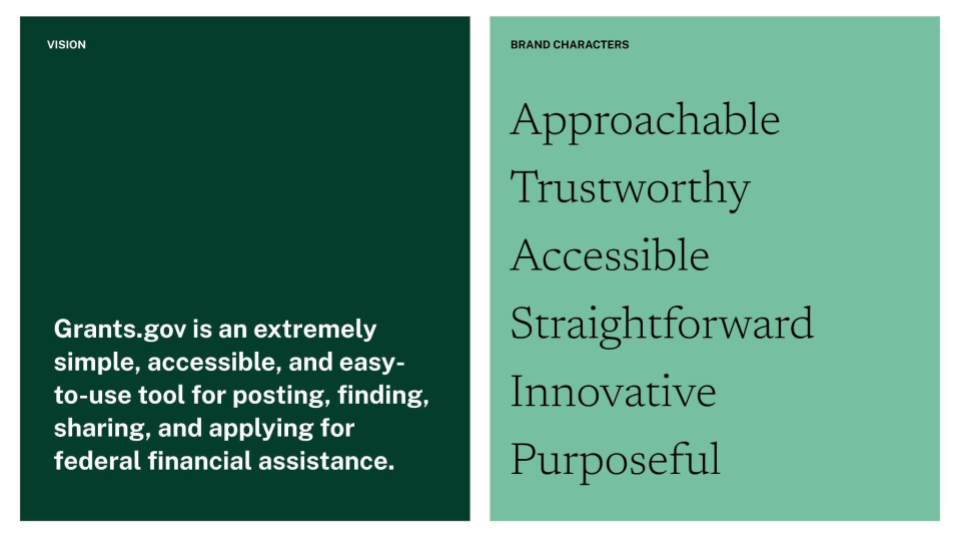 VISION
Grants.gov is an extremely
simple, accessible, and easy-
to-use tool for posting, finding,
sharing, and applying for
federal financial assistance.
BRAND CHARACTERS
Approachable
Trustworthy
Accessible
Straightforward
Innovative
Purposeful